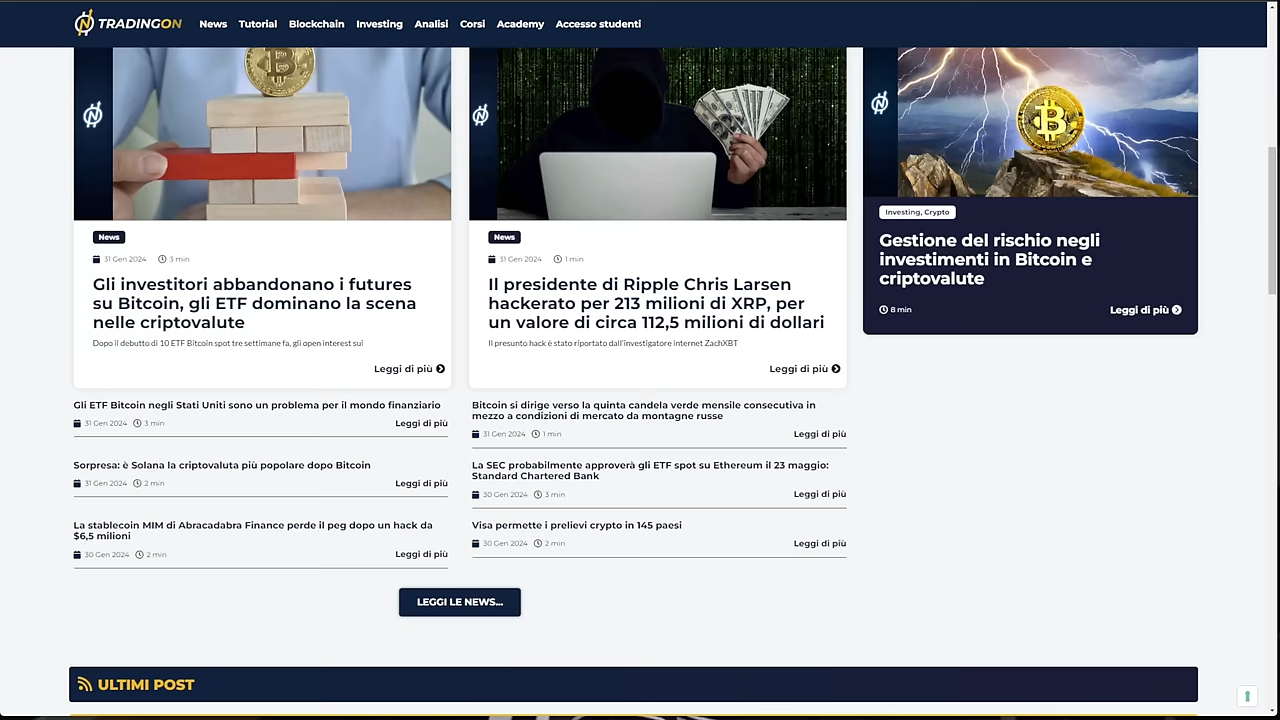 TRADINGON
News Tutorial Blockchain Investing Analisi Corsi Academy Accesso studenti
News
31 Gen 2024 3 min
Gli investitori abbandonano i futures
su Bitcoin, gli ETF dominano la scena
nelle criptovalute
Dopo il debutto di 10 ETF Bitcoin spot tre settimane fa, gli open interest sui
Leggi di più
News
31 Gen 2024 1 min
Il presidente di Ripple Chris Larsen
hackerato per 213 milioni di XRP, per
un valore di circa 112,5 milioni di dollari
Il presunto hack è stato riportato dall'investigatore internet ZachXBT
Leggi di più
Investing, Crypto
Gestione del rischio negli
investimenti in Bitcoin e
criptovalute
8 min Leggi di più
Gli ETF Bitcoin negli Stati Uniti sono un problema per il mondo finanziario
31 Gen 2024 3 min Leggi di più
Sorpresa: è Solana la criptovaluta più popolare dopo Bitcoin
31 Gen 2024 2 min Leggi di più
La stablecoin MIM di Abracadabra Finance perde il peg dopo un hack da
$6,5 milioni
30 Gen 2024 2 min Leggi di più
Bitcoin si dirige verso la quinta candela verde mensile consecutiva in
mezzo a condizioni di mercato da montagne russe
31 Gen 2024 1 min Leggi di più
La SEC probabilmente approverà gli ETF spot su Ethereum il 23 maggio:
Standard Chartered Bank
30 Gen 2024 3 min Leggi di più
Visa permette i prelievi crypto in 145 paesi
30 Gen 2024 2 min Leggi di più
LEGGI LE NEWS...
ULTIMI POST